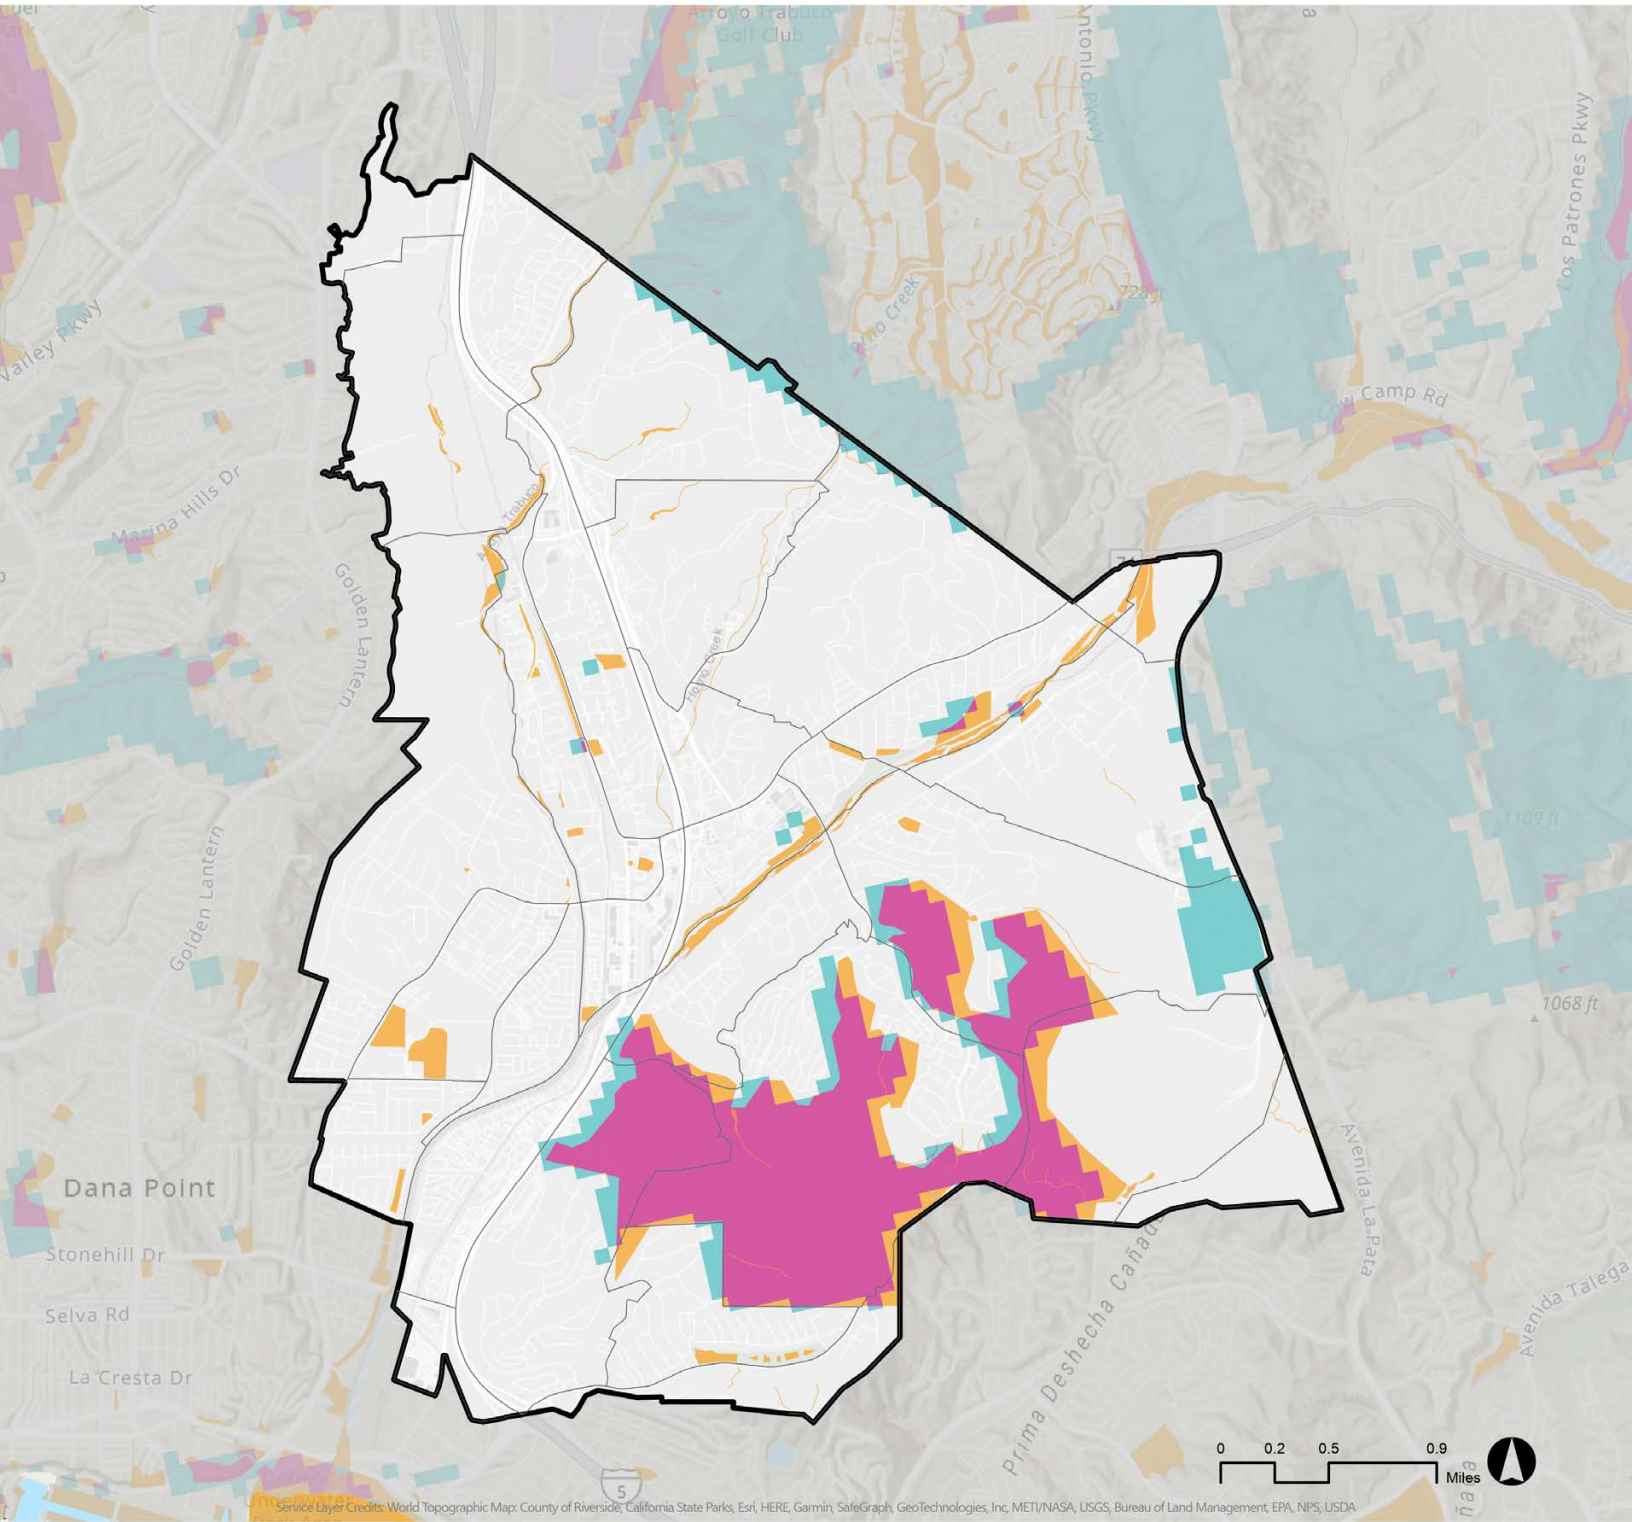 Arroyo Trabuco
Golf Club
Los Patrones Pkwy
Valley Pkwy
728 ft
Camp Rd
Marina Hills Dr
Trabuco
74
Golden Lantern
Horno Creek
1109 ft
Golden Lantern
1068 ft
Dana Point
Avenida La Pata
Stonehill Dr
Selva Rd
Avenida Talega
La Cresta Dr
Prima Deshecha
0 0.2 0.5 0.9
Miles
5
Service Layer Credits: World Topographic Map: County of Riverside, California State Parks, Esri, HERE, Garmin, SafeGraph, GeoTechnologies, Inc, METI/NASA, USGS, Bureau of Land Management, EPA, NPS, USDA